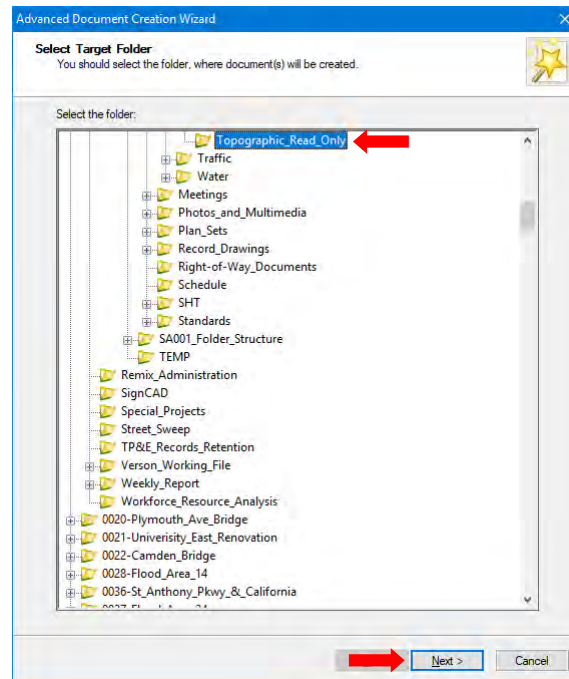 Advanced Document Creation Wizard
Select Target Folder
You should select the folder, where document(s) will be created.
Select the folder:
Topographic_Read_Only
Traffic
Water
Meetings
Photos_and_Multimedia
Plan_Sets
Record_Drawings
Right-of-Way_Documents
Schedule
SHT
Standards
SA001_Folder_Structure
TEMP
Remix_Administration
SignCAD
Special_Projects
Street_Sweep
TP&E_Records_Retention
Verson_Working_File
Weekly_Report
Workforce_Resource_Analysis
0020-Plymouth_Ave_Bridge
0021-Univerisity_East_Renovation
0022-Camden_Bridge
0028-Flood_Area_14
0036-St_Anthony_Pkwy_&_California
Next >
Cancel